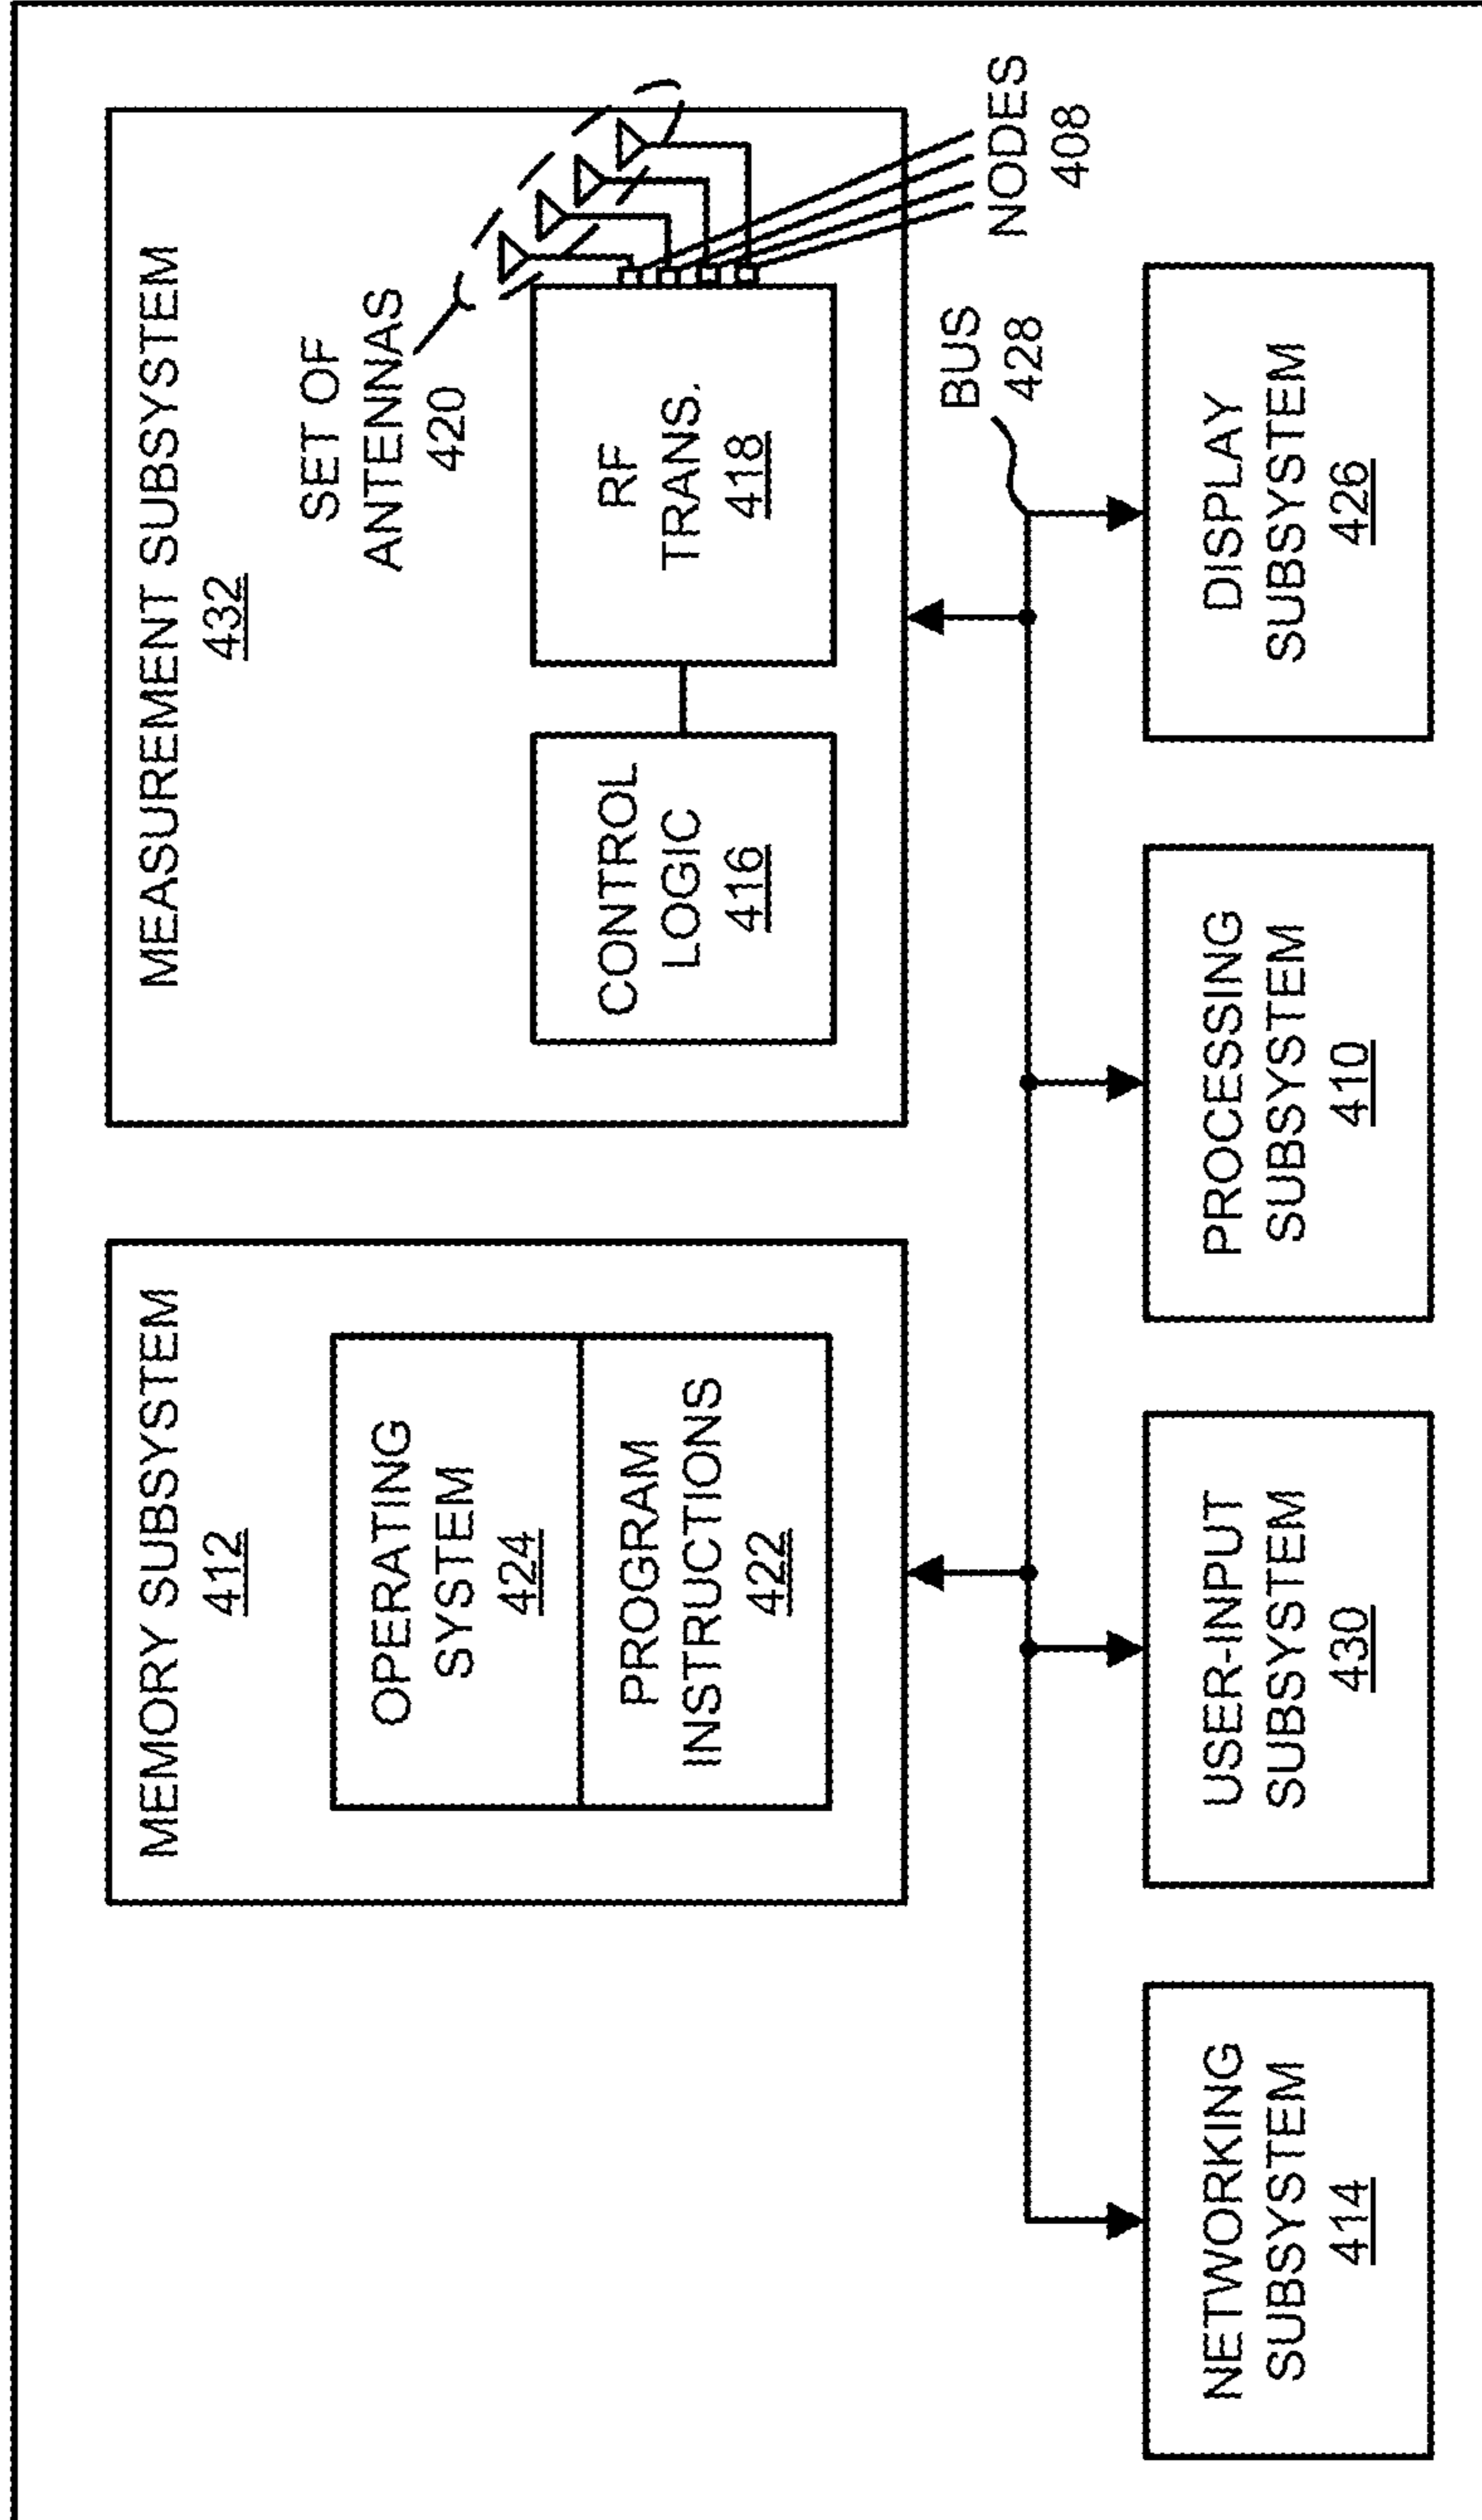 MEMORY SUBSYSTEM
412
OPERATING
SYSTEM
424
PROGRAM
INSTRUCTIONS
422
MEASUREMENT SUBSYSTEM
432
SET OF
ANTENNAS
420
CONTROL
LOGIC
416
RF
TRANS.
418
NODES
408
BUS
428
NETWORKING
SUBSYSTEM
414
USER-INPUT
SUBSYSTEM
430
PROCESSING
SUBSYSTEM
410
DISPLAY
SUBSYSTEM
426